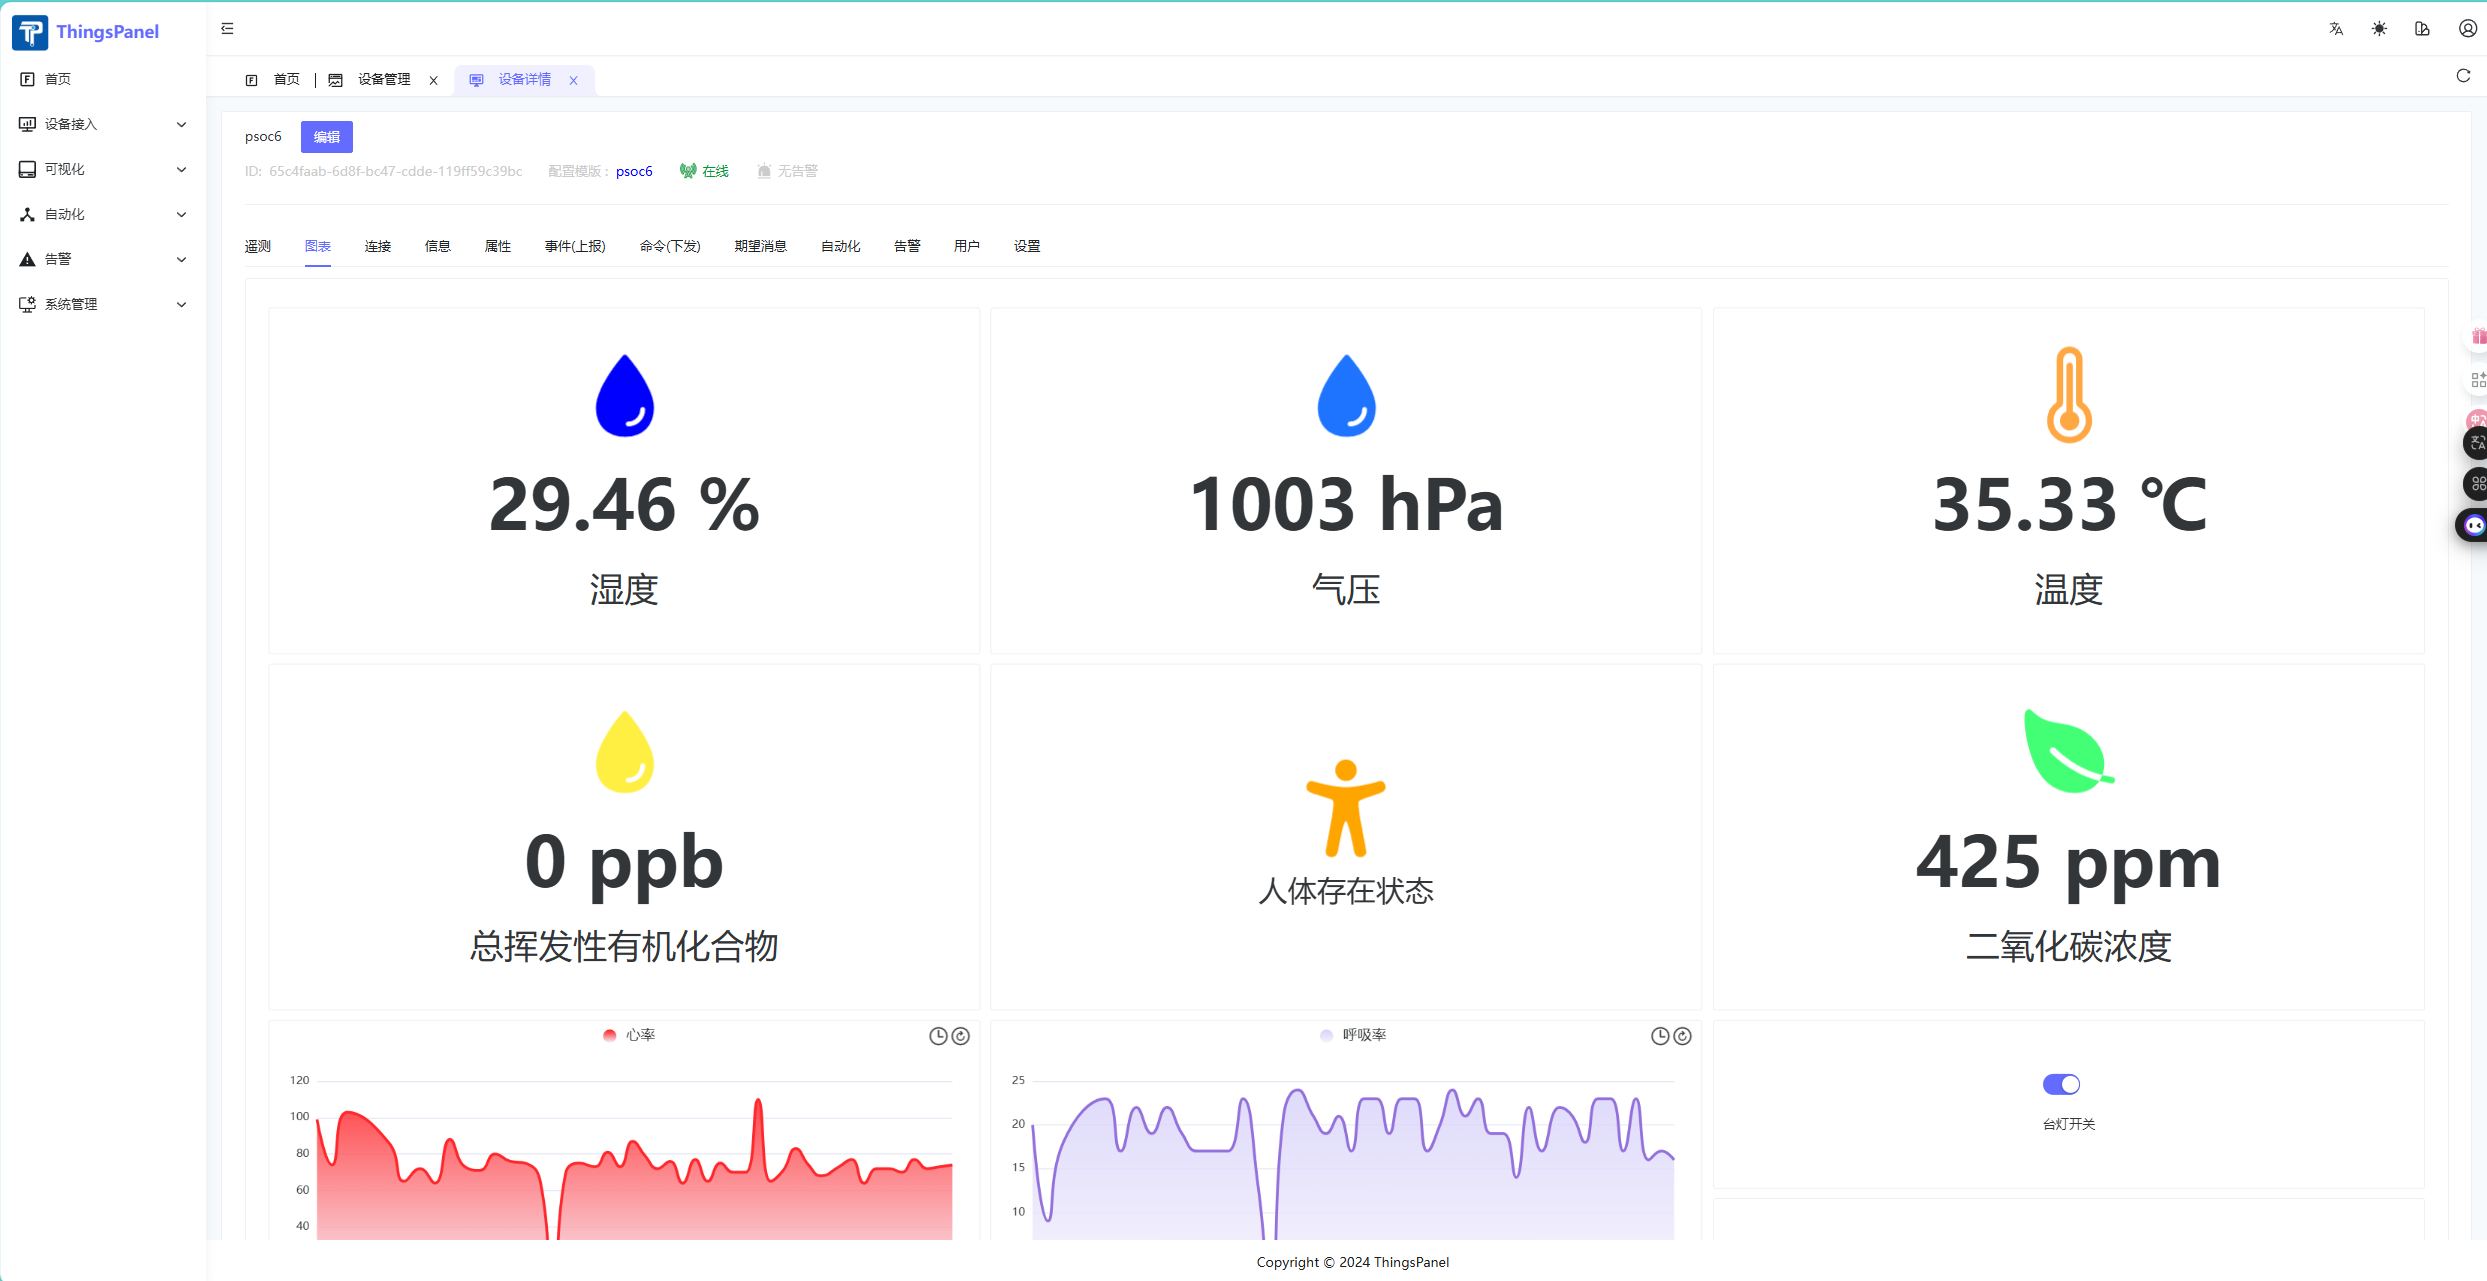 ThingsPanel
首页
设备接入
可视化
自动化
告警
系统管理
首页
设备管理
设备详情
psoc6
编辑
ID: 65c4faab-6d8f-bc47-cdde-119ff59c39bc
配置模版：psoc6
在线
无告警
遥测
图表
连接
信息
属性
事件(上报)
命令(下发)
期望消息
自动化
告警
用户
设置
29.46 %
湿度
1003 hPa
气压
35.33 ℃
温度
0 ppb
总挥发性有机化合物
人体存在状态
425 ppm
二氧化碳浓度
心率
120
100
80
60
40
呼吸率
25
20
15
10
台灯开关
Copyright © 2024 ThingsPanel